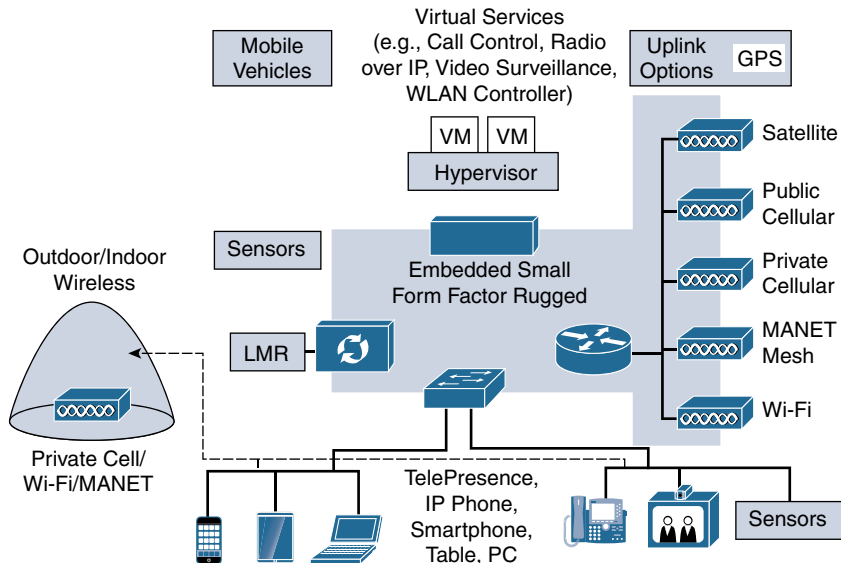 Mobile
Vehicles
Virtual Services
(e.g., Call Control, Radio
over IP, Video Surveillance,
WLAN Controller)
Uplink
Options
GPS
VM
VM
Hypervisor
Satellite
Public
Cellular
Private
Cellular
MANET
Mesh
Wi-Fi
Sensors
Embedded Small
Form Factor Rugged
Outdoor/Indoor
Wireless
LMR
Private Cell/
Wi-Fi/MANET
TelePresence,
IP Phone,
Smartphone,
Table, PC
Sensors